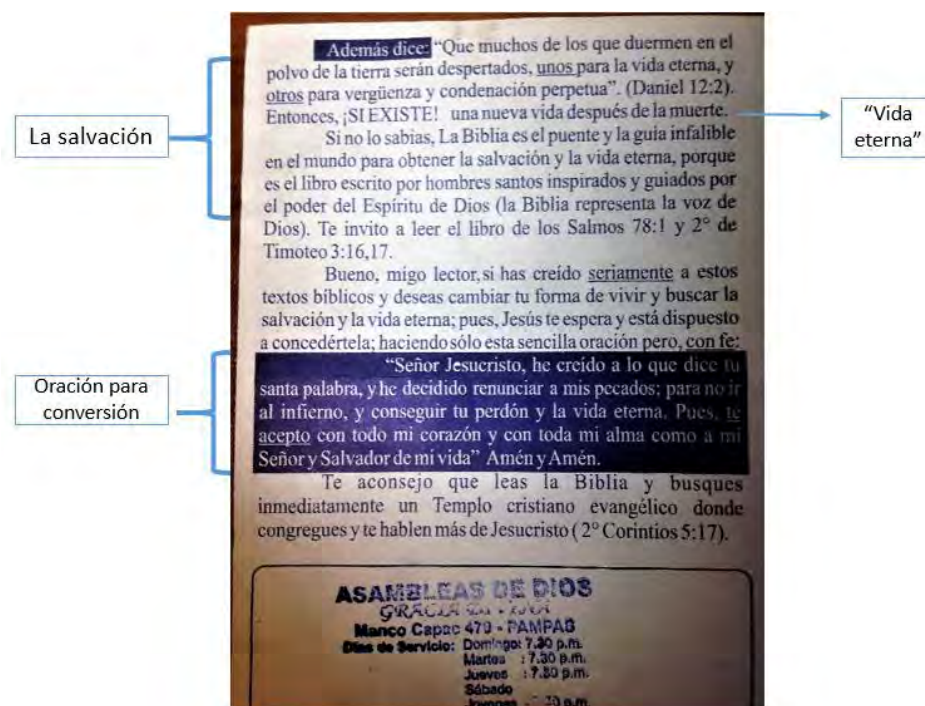 Además dice: “Que muchos de los que duermen en el
polvo de la tierra serán despertados, unos para la vida eterna, y
otros para vergüenza y condenación perpetua”. (Daniel 12:2).
Entonces, ¡SI EXISTE! una nueva vida después de la muerte.
“Vida
eterna”
La salvación
Si no lo sabias, La Biblia es el puente y la guia infalible
en el mundo para obtener la salvación y la vida eterna, porque
es el libro escrito por hombres santos inspirados y guiados por
el poder del Espíritu de Dios (la Biblia representa la voz de
Dios). Te invito a leer el libro de los Salmos 78:1 y 2° de
Timoteo 3:16,17.
Bueno, migo lector, si has creído seriamente a estos
textos bíblicos y deseas cambiar tu forma de vivir y buscar la
salvación y la vida eterna; pues, Jesús te espera y está dispuesto
a concedértela; haciendo sólo esta sencilla oración pero, con fe:
Oración para
conversión
“Señor Jesucristo, he creído a lo que dice tu
santa palabra, y he decidido renunciar a mis pecados; para no ir
al infierno, y conseguir tu perdón y la vida eterna. Pues, te
acepto con todo mi corazón y con toda mi alma como a mi
Señor y Salvador de mi vida” Amén y Amén.
Te aconsejo que leas la Biblia y busques
inmediatamente un Templo cristiano evangélico donde
congregues y te hablen más de Jesucristo ( 2° Corintios 5:17).
ASAMBLEAS DE DIOS
GRACIA
Manco Capac 479 - PAMPAS
Días de Servicio: Domingo: 7.30 p.m.
Martes : 7.30 p.m.
Jueves : 7.30 p.m.
Sábado
Jovenes p.m.